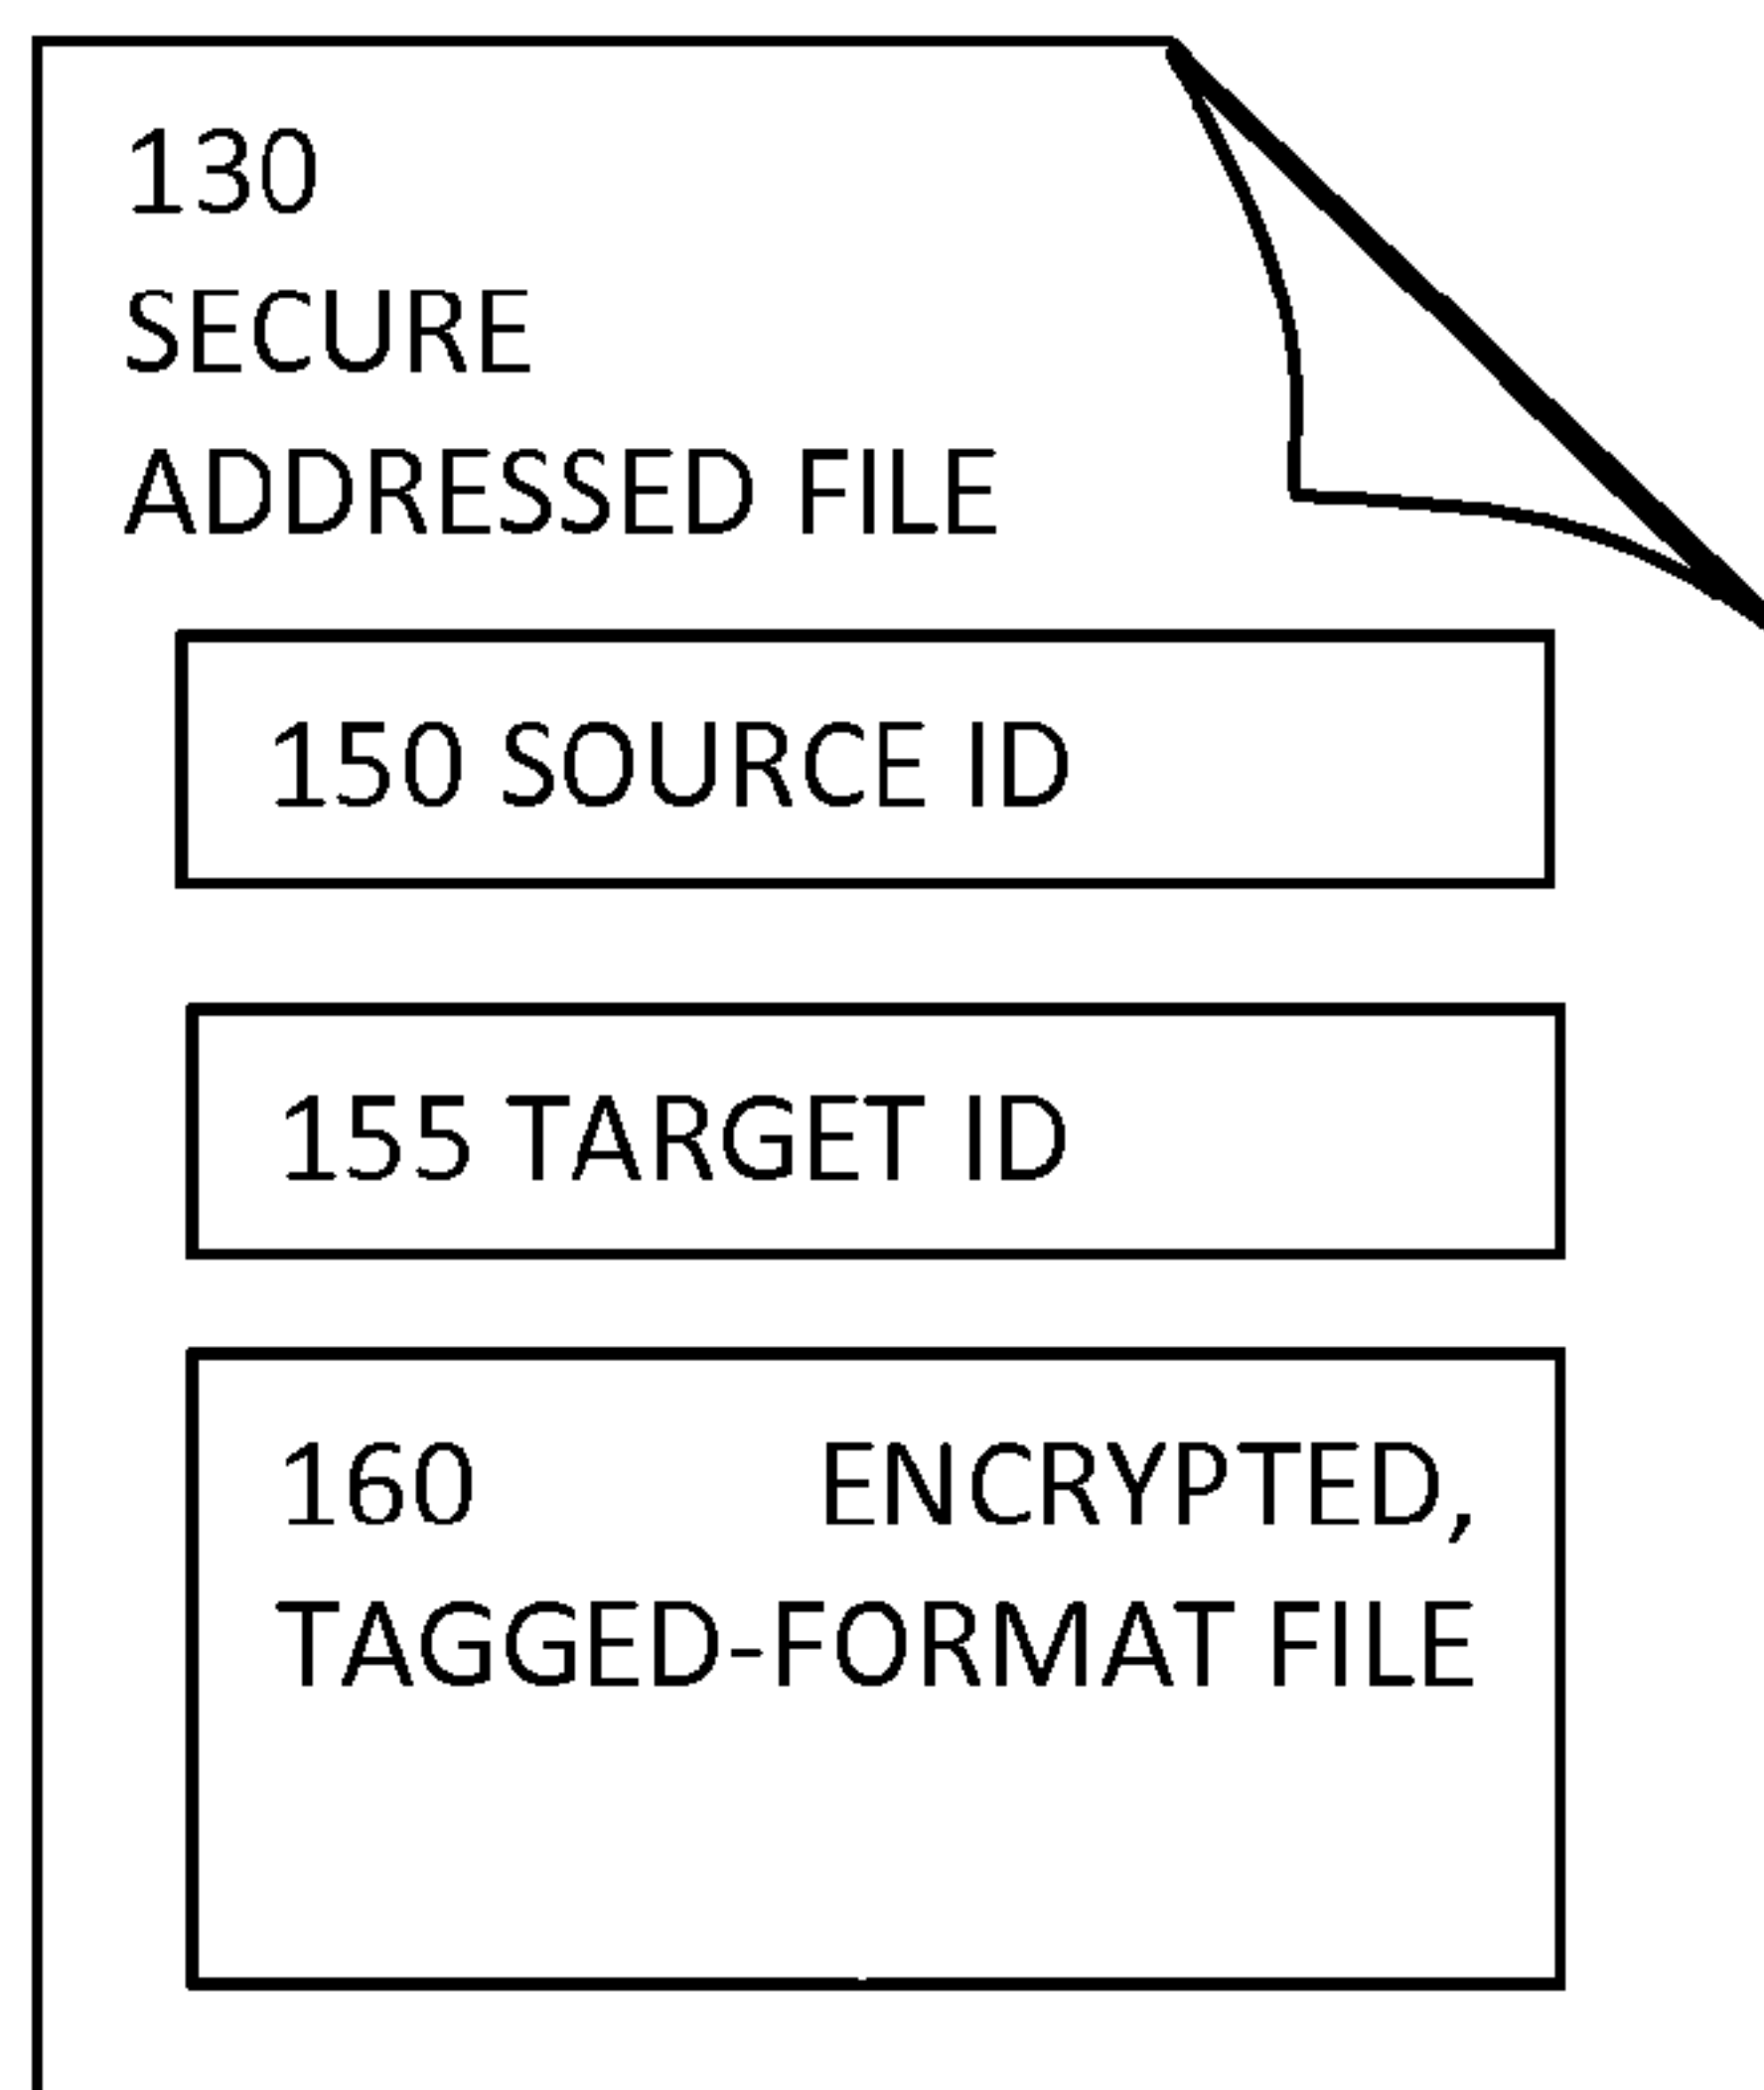 130
SECURE
ADDRESSED FILE
150 SOURCE ID
155 TARGET ID
160 ENCRYPTED,
TAGGED-FORMAT FILE